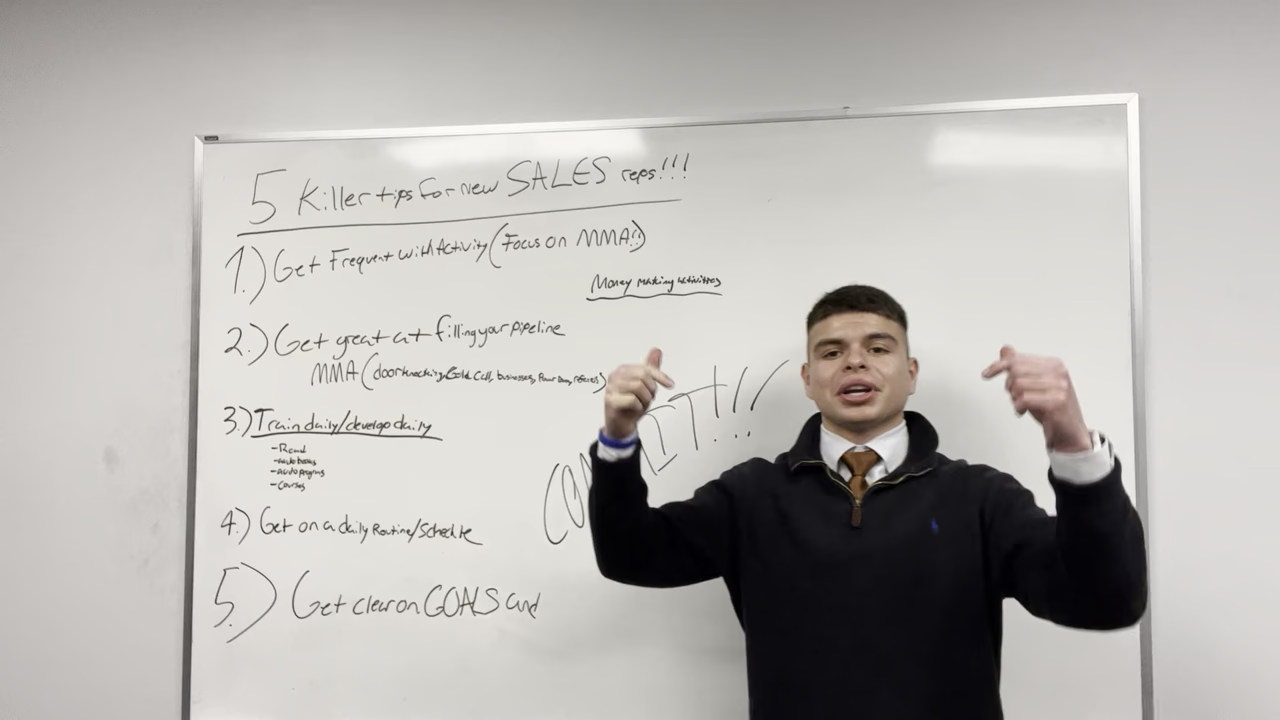 5 Killer tips for new SALES reps!!!
1.) Get Frequent with Activity (Focus on MMA!!)
Money Making Activities
2.) Get great at filling your pipeline
MMA (doorknocking, Cold Call, businesses, Power Day, referrals)
3.) Train daily/develop daily
- Read
- Audio books
- Audio programs
- Courses
4.) Get on a daily Routine/Schedule
5.) Get clear on GOALS and